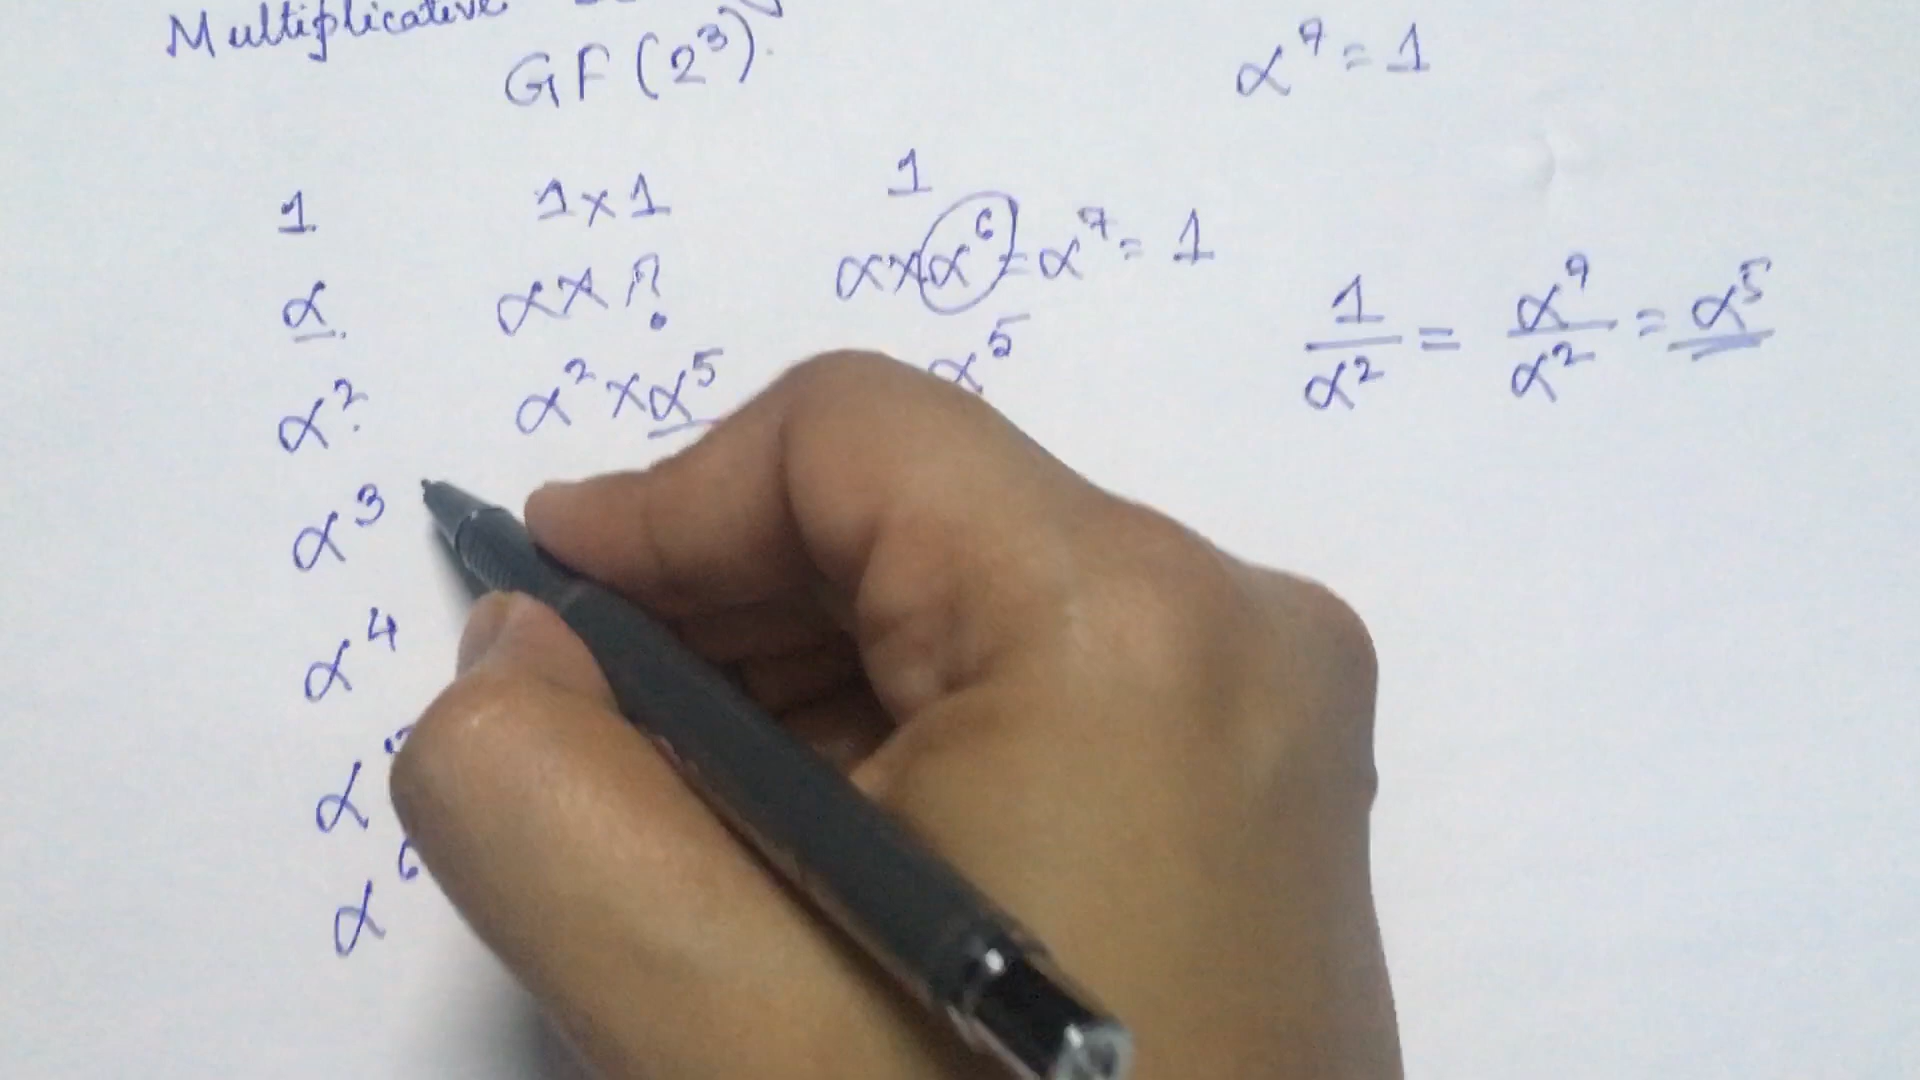 Multiplicative
GF(2³).
α⁷ = 1
1 1×1 1
α α×? α×α⁶ = α⁷ = 1
α² α²×α⁵ α⁵
1/α² = α⁷/α² = α⁵
α³
α⁴
α
α⁶